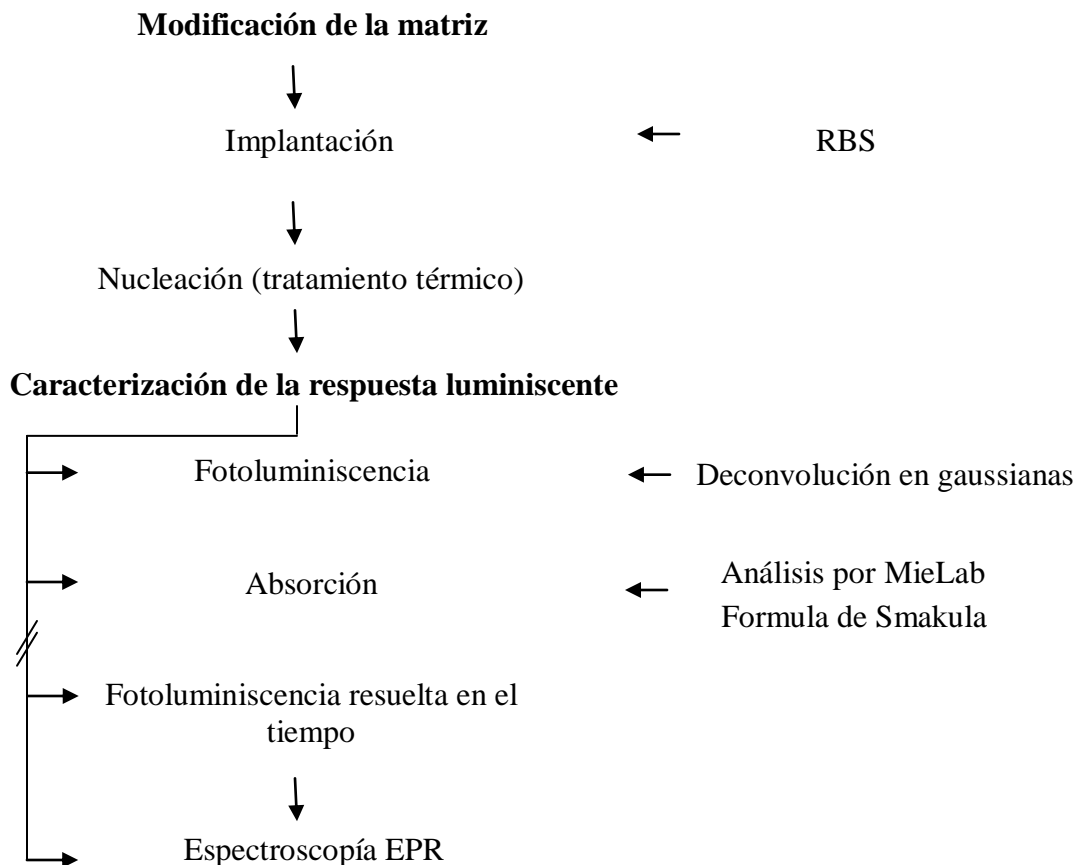 Modificación de la matriz
Implantación
RBS
Nucleación (tratamiento térmico)
Caracterización de la respuesta luminiscente
Fotoluminiscencia
Deconvolución en gaussianas
Absorción
Análisis por MieLab
Formula de Smakula
Fotoluminiscencia resuelta en el
tiempo
Espectroscopía EPR